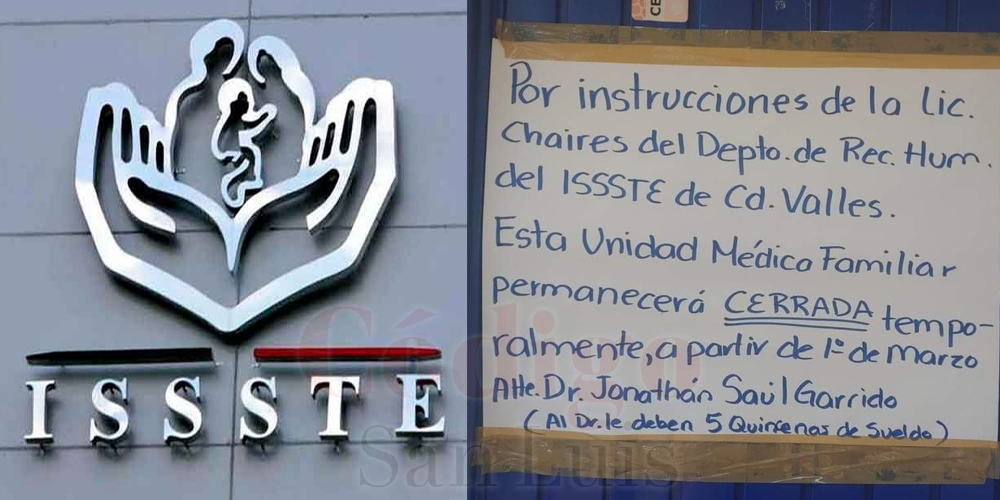 ISSSTE
CE
Por instrucciones de la Lic.
Chaires del Depto. de Rec. Hum.
del ISSSTE de Cd. Valles.
Esta Unidad Médica Familiar
permanecerá CERRADA tempo-
ralmente, a partir de 1º de Marzo
Atte. Dr. Jonathán Saúl Garrido
(Al Dr. le deben 5 Quincenas de Sueldo)
Código
San Luis